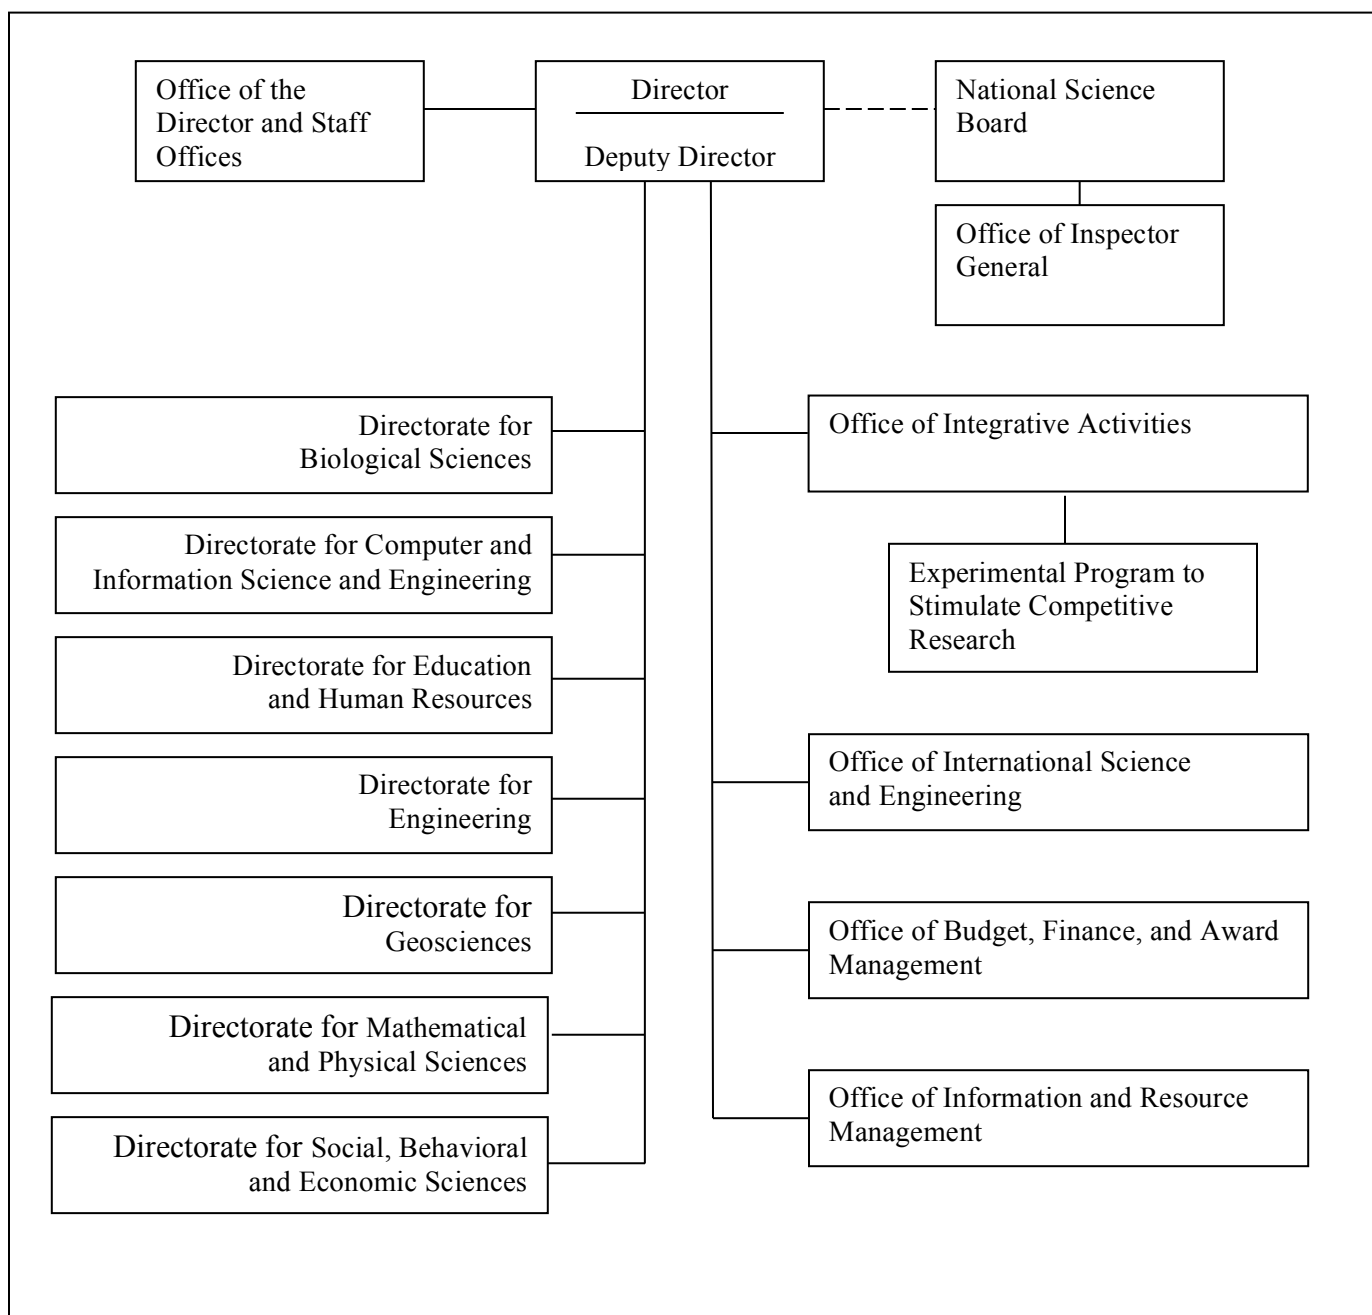 Office of the
Director and Staff
Offices
Director
Deputy Director
National Science
Board
Office of Inspector
General
Directorate for
Biological Sciences
Directorate for Computer and
Information Science and Engineering
Directorate for Education
and Human Resources
Directorate for
Engineering
Directorate for
Geosciences
Directorate for Mathematical
and Physical Sciences
Directorate for Social, Behavioral
and Economic Sciences
Office of Integrative Activities
Experimental Program to
Stimulate Competitive
Research
Office of International Science
and Engineering
Office of Budget, Finance, and Award
Management
Office of Information and Resource
Management